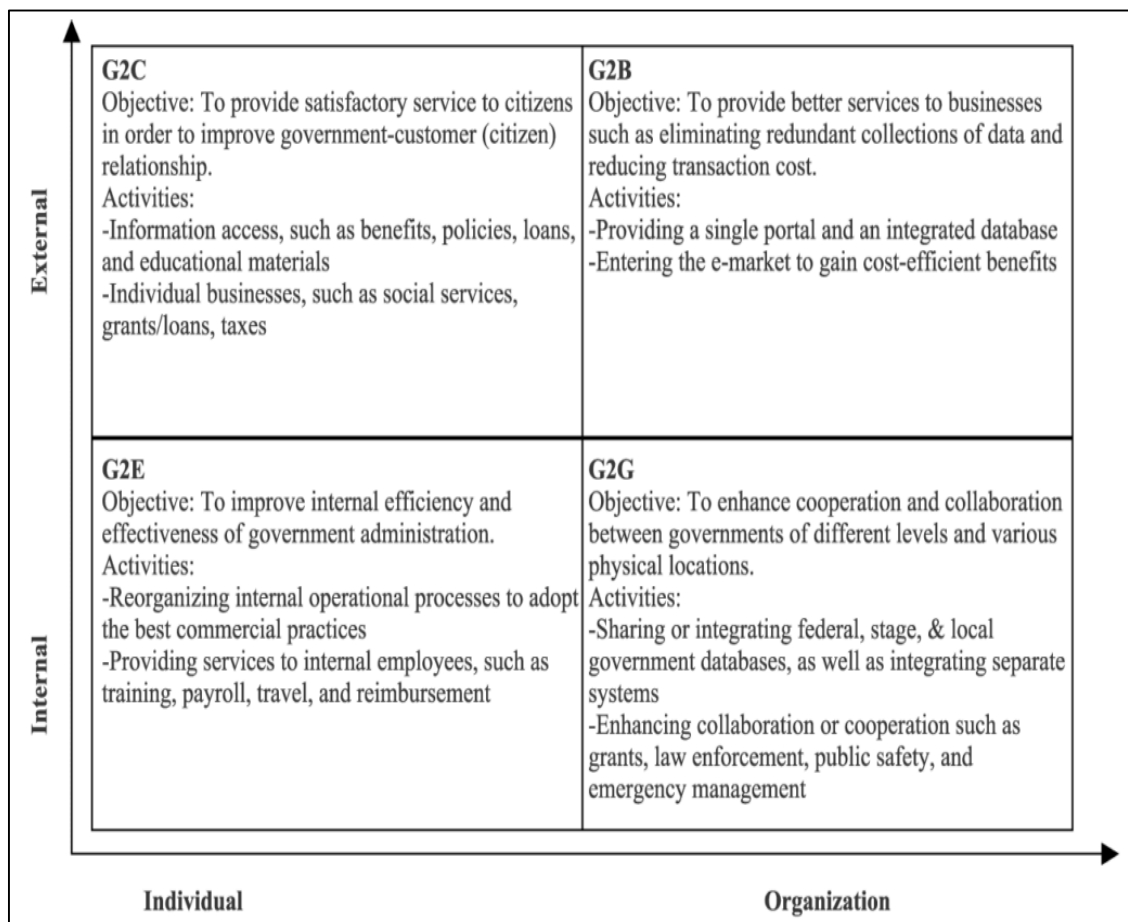 G2C
Objective: To provide satisfactory service to citizens
in order to improve government-customer (citizen)
relationship.
Activities:
-Information access, such as benefits, policies, loans,
and educational materials
-Individual businesses, such as social services,
grants/loans, taxes
G2B
Objective: To provide better services to businesses
such as eliminating redundant collections of data and
reducing transaction cost.
Activities:
-Providing a single portal and an integrated database
-Entering the e-market to gain cost-efficient benefits
External
G2E
Objective: To improve internal efficiency and
effectiveness of government administration.
Activities:
-Reorganizing internal operational processes to adopt
the best commercial practices
-Providing services to internal employees, such as
training, payroll, travel, and reimbursement
G2G
Objective: To enhance cooperation and collaboration
between governments of different levels and various
physical locations.
Activities:
-Sharing or integrating federal, stage, & local
government databases, as well as integrating separate
systems
-Enhancing collaboration or cooperation such as
grants, law enforcement, public safety, and
emergency management
Internal
Individual
Organization